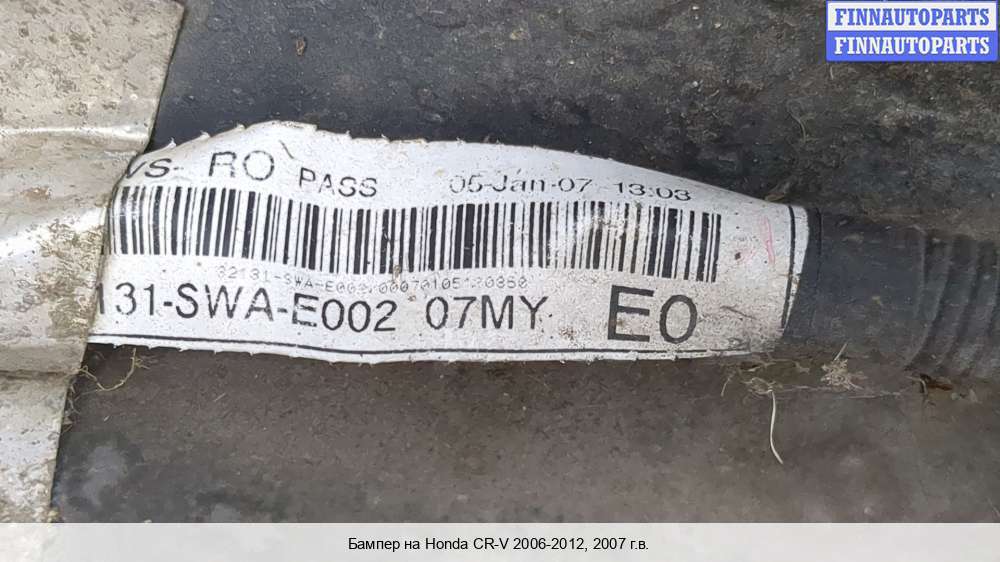 FINNAUTOPARTS
FINNAUTOPARTS
VS- RO PASS 05-Jan-07 13:03
131-SWA-E002 07MY E0
Бампер на Honda CR-V 2006-2012, 2007 г.в.